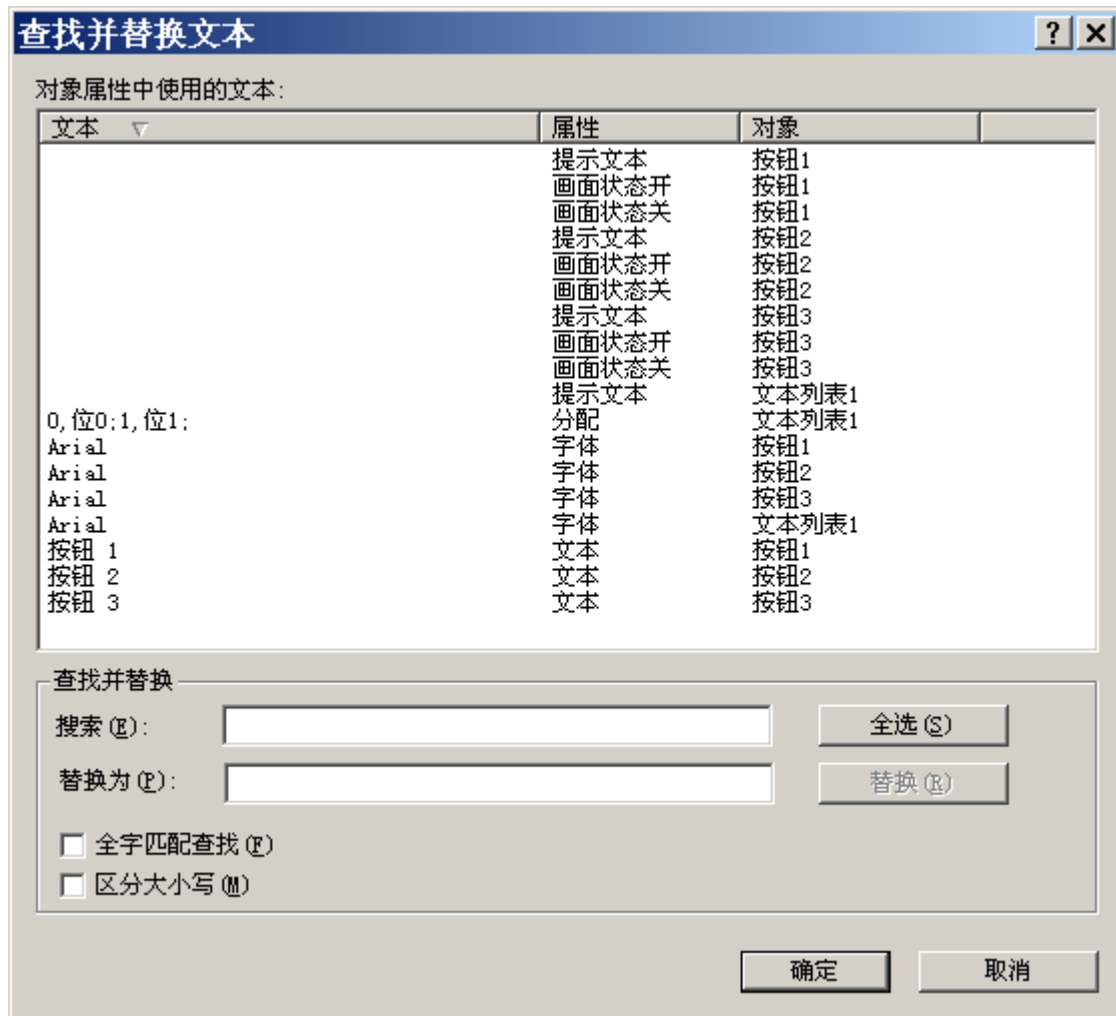 查找并替换文本
对象属性中使用的文本:
文本 属性 对象
提示文本 按钮1
画面状态开 按钮1
画面状态关 按钮1
提示文本 按钮2
画面状态开 按钮2
画面状态关 按钮2
提示文本 按钮3
画面状态开 按钮3
画面状态关 按钮3
提示文本 文本列表1
0,位0;1,位1; 分配 文本列表1
Arial 字体 按钮1
Arial 字体 按钮2
Arial 字体 按钮3
Arial 字体 文本列表1
按钮 1 文本 按钮1
按钮 2 文本 按钮2
按钮 3 文本 按钮3
查找并替换
搜索(E): 全选(S)
替换为(P): 替换(R)
全字匹配查找(F)
区分大小写(M)
确定 取消